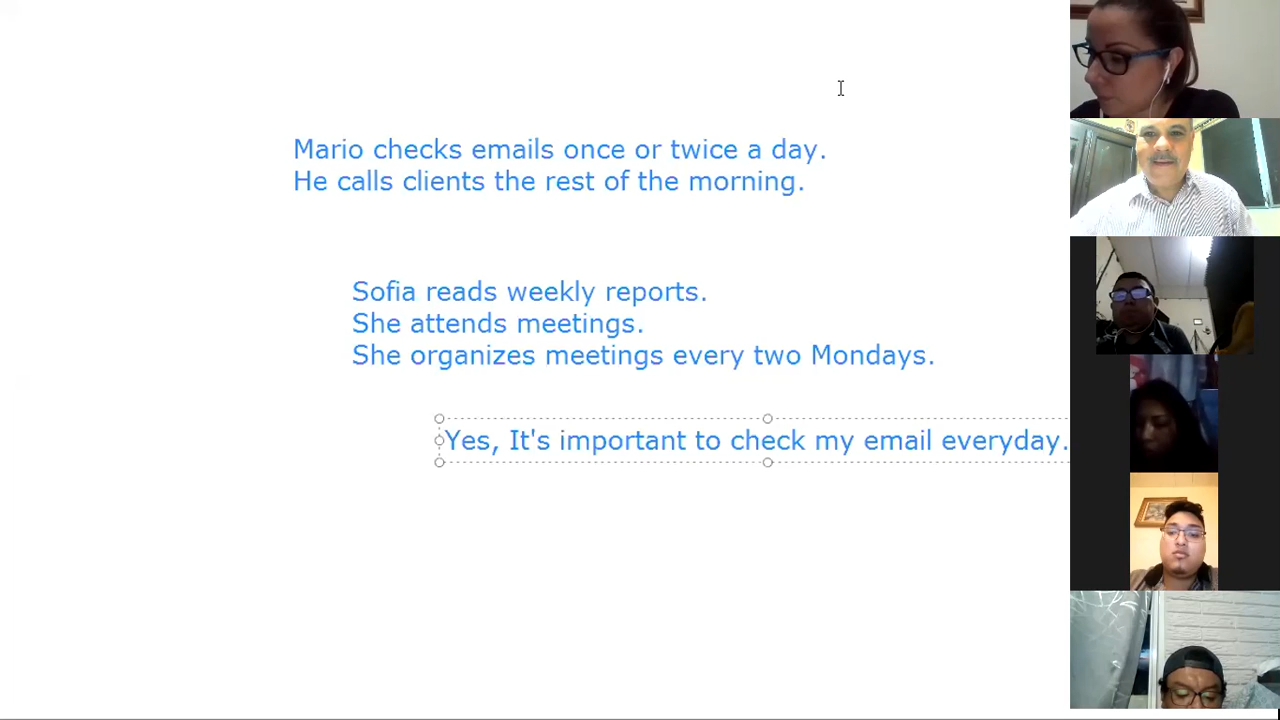 Mario checks emails once or twice a day.
He calls clients the rest of the morning.
Sofia reads weekly reports.
She attends meetings.
She organizes meetings every two Mondays.
Yes, It's important to check my email everyday.